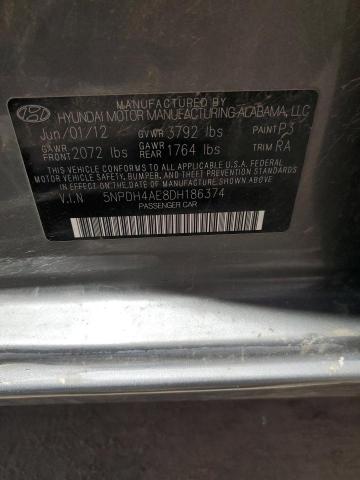 MANUFACTURED BY
HYUNDAI MOTOR MANUFACTURING ALABAMA, LLC
Jun/01/12 GVWR 3792 lbs PAINT P3
GAWR FRONT 2072 lbs GAWR REAR 1764 lbs TRIM RA
THIS VEHICLE CONFORMS TO ALL APPLICABLE U.S. FEDERAL
MOTOR VEHICLE SAFETY, BUMPER, AND THEFT PREVENTION
STANDARDS IN EFFECT ON THE DATE OF MANUFACTURE SHOWN ABOVE.
V.I.N 5NPDH4AE8DH186374
PASSENGER CAR